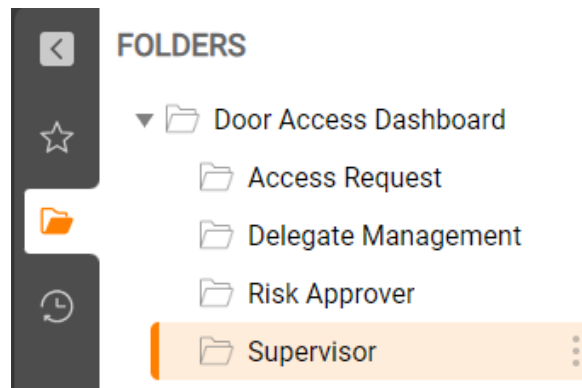 FOLDERS
Door Access Dashboard
Access Request
Delegate Management
Risk Approver
Supervisor